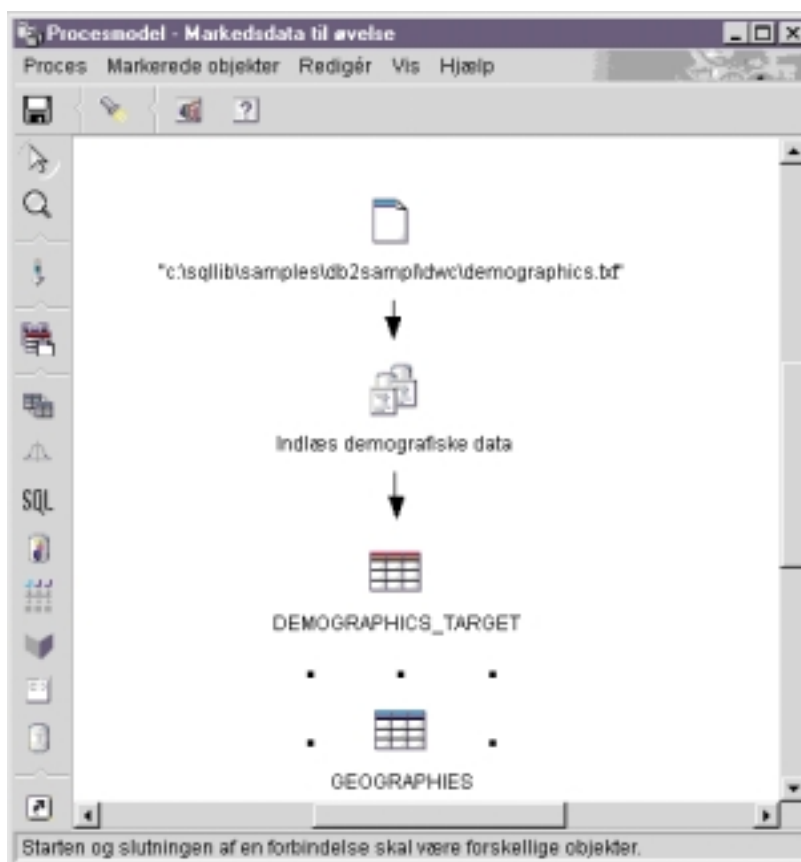 Procesmodel - Markedsdata til øvelse
Proces Markerede objekter Redigér Vis Hjælp
"c:\sqllib\samples\db2sampl\dwc\demographics.txt"
Indlæs demografiske data
SQL
DEMOGRAPHICS_TARGET
GEOGRAPHIES
Starten og slutningen af en forbindelse skal være forskellige objekter.